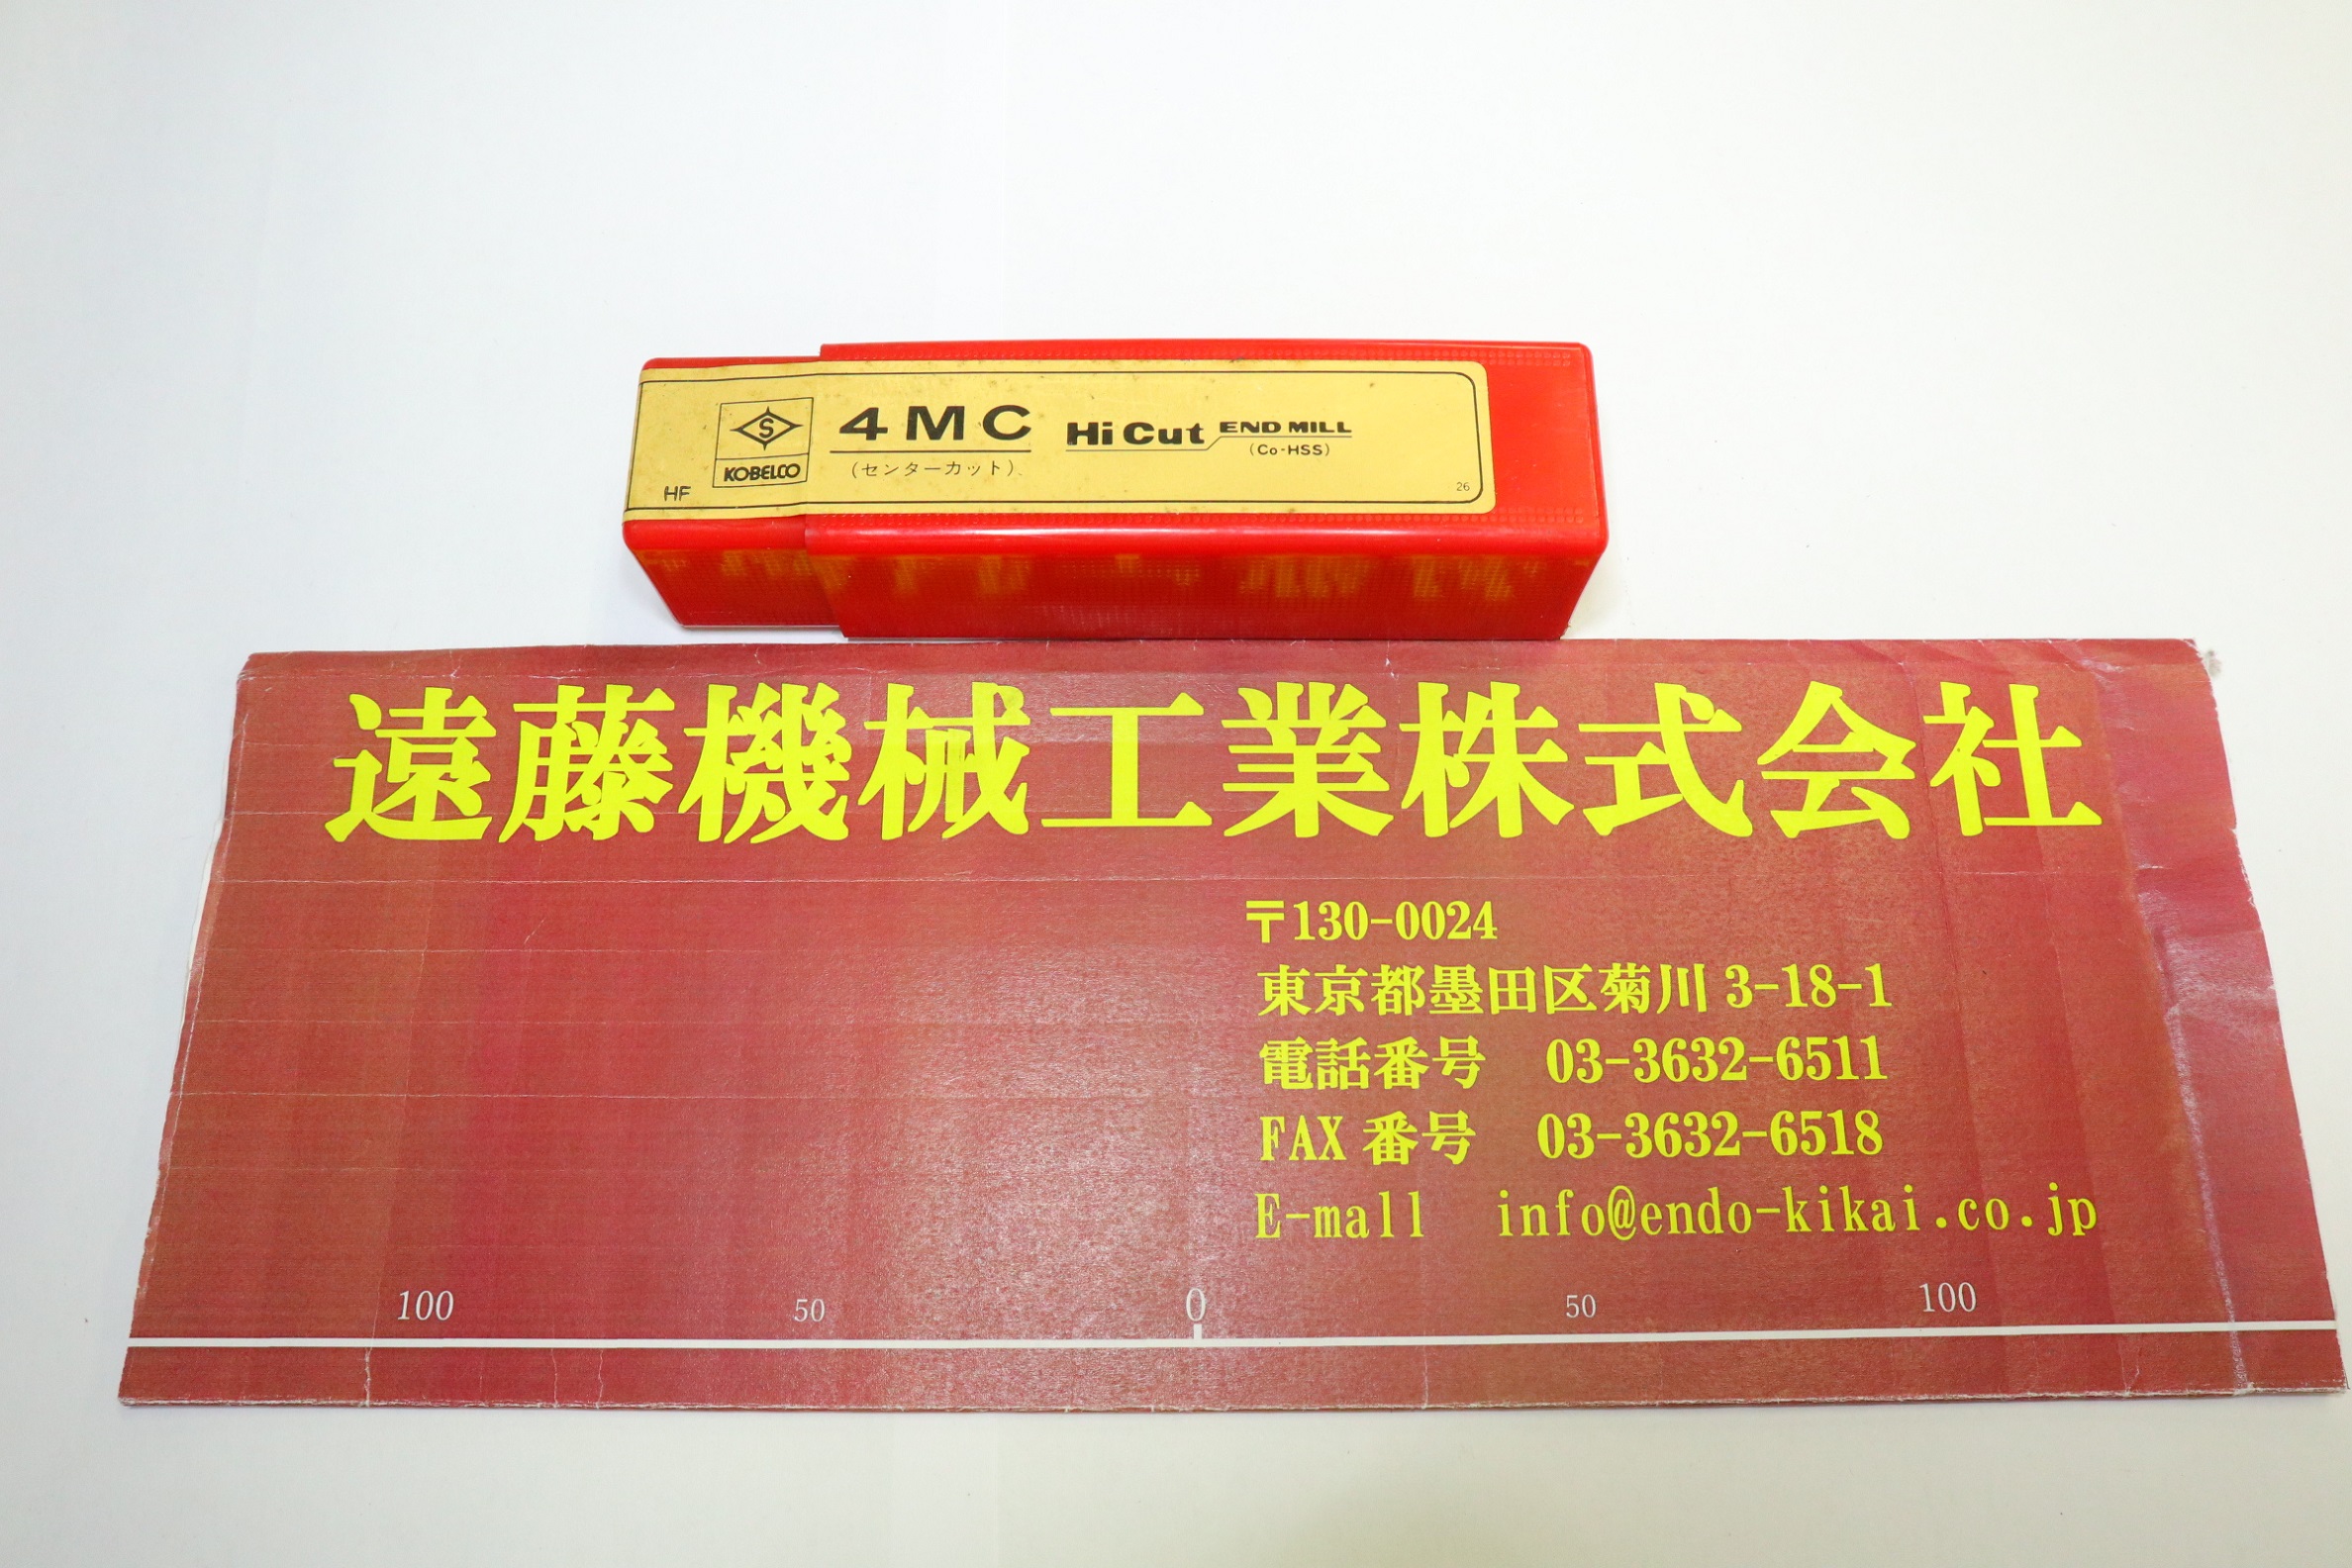 S
KOBELCO
HF
4MC
(センターカット)
Hi Cut END MILL
(Co-HSS)
26
遠藤機械工業株式会社
〒130-0024
東京都墨田区菊川3-18-1
電話番号 03-3632-6511
FAX番号 03-3632-6518
E-mall info@endo-kikai.co.jp
100 50 0 50 100